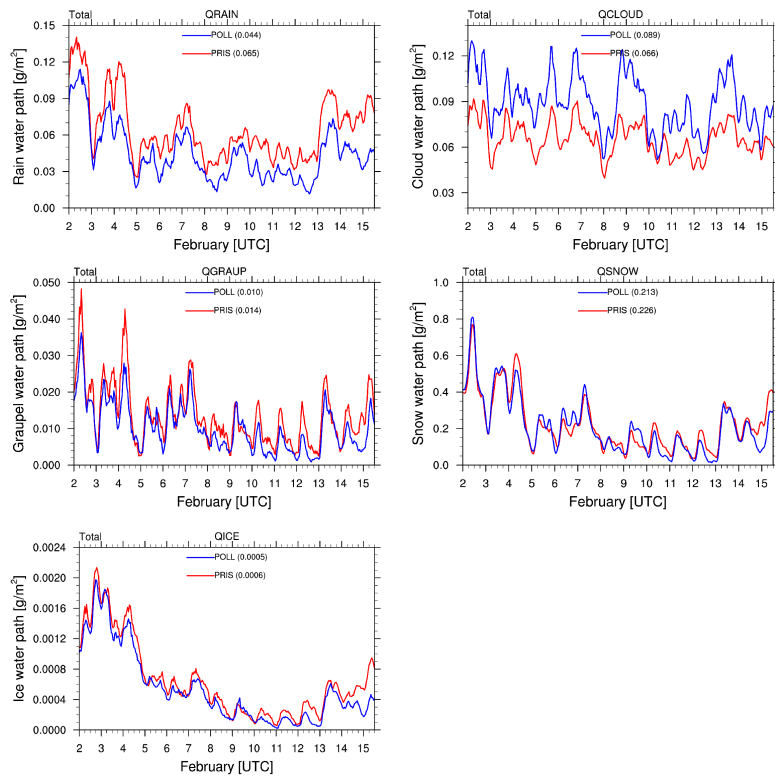 Total QRAIN
POLL (0.044)
PRIS (0.065)
Rain water path [g/m²]
0.15
0.12
0.09
0.06
0.03
0.00
2 3 4 5 6 7 8 9 10 11 12 13 14 15
February [UTC]
Total QCLOUD
POLL (0.089)
PRIS (0.066)
Cloud water path [g/m²]
0.12
0.09
0.06
0.03
2 3 4 5 6 7 8 9 10 11 12 13 14 15
February [UTC]
Total QGRAUP
POLL (0.010)
PRIS (0.014)
Graupel water path [g/m²]
0.050
0.040
0.030
0.020
0.010
0.000
2 3 4 5 6 7 8 9 10 11 12 13 14 15
February [UTC]
Total QSNOW
POLL (0.213)
PRIS (0.226)
Snow water path [g/m²]
1.0
0.8
0.6
0.4
0.2
0.0
2 3 4 5 6 7 8 9 10 11 12 13 14 15
February [UTC]
Total QICE
POLL (0.0005)
PRIS (0.0006)
Ice water path [g/m²]
0.0024
0.0020
0.0016
0.0012
0.0008
0.0004
0.0000
2 3 4 5 6 7 8 9 10 11 12 13 14 15
February [UTC]